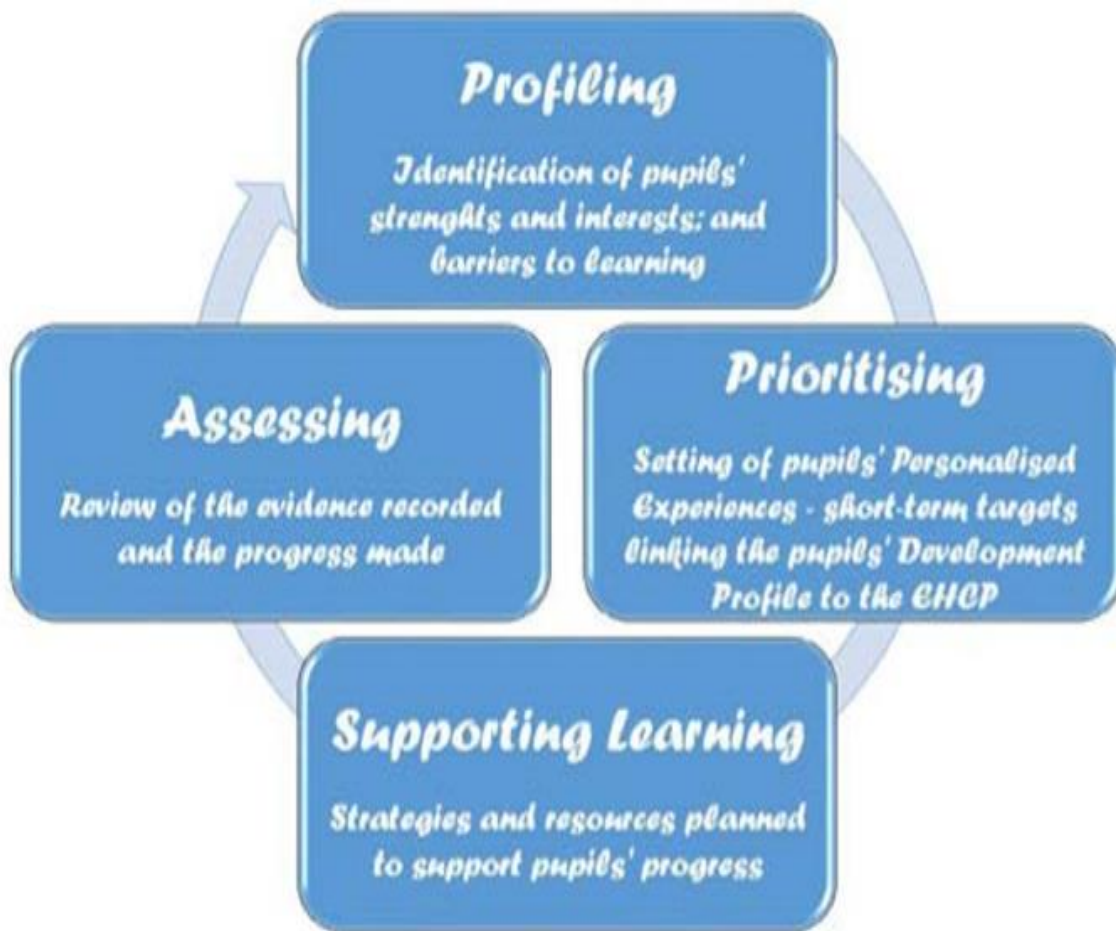 Profiling
Identification of pupils'
strenghts and interests; and
barriers to learning
Prioritising
Setting of pupils' Personalised
Experiences - short-term targets
linking the pupils' Development
Profile to the EHCP
Supporting Learning
Strategies and resources planned
to support pupils' progress
Assessing
Review of the evidence recorded
and the progress made